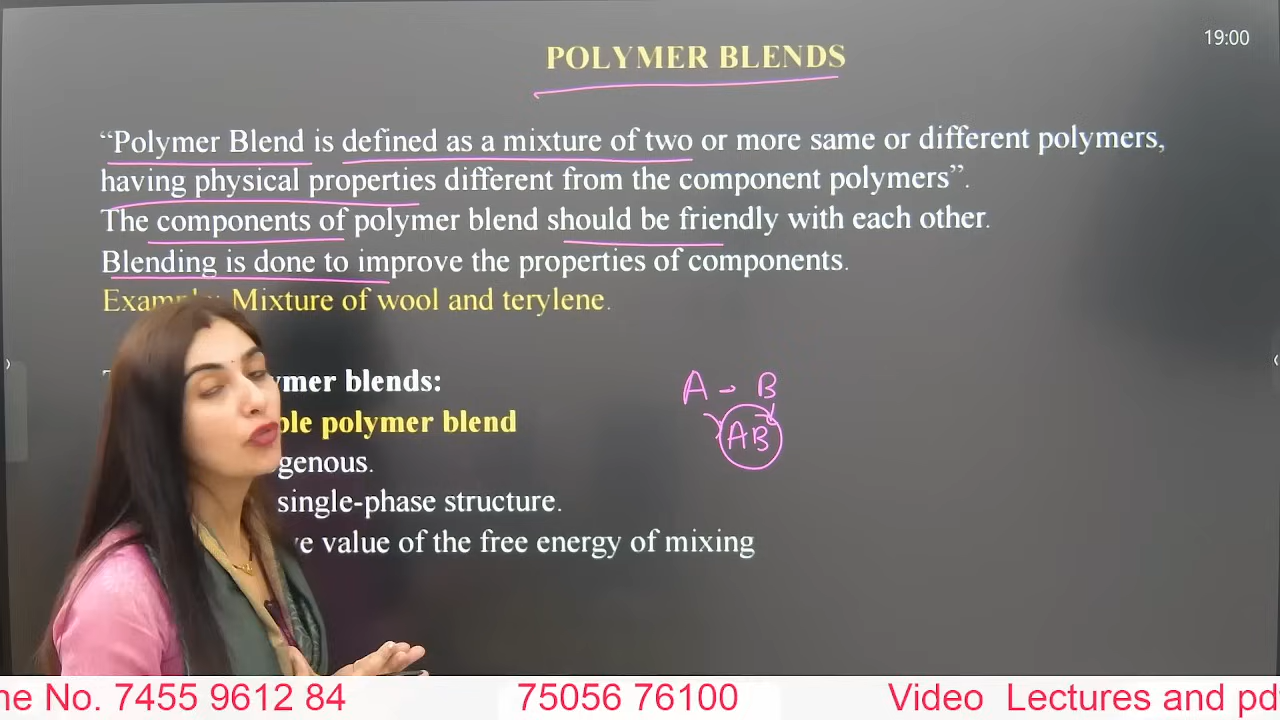 POLYMER BLENDS
19:00
“Polymer Blend is defined as a mixture of two or more same or different polymers,
having physical properties different from the component polymers”.
The components of polymer blend should be friendly with each other.
Blending is done to improve the properties of components.
Example: Mixture of wool and terylene.
ymer blends:
ble polymer blend
genous.
single-phase structure.
ve value of the free energy of mixing
A - B
AB
ne No. 7455 9612 84 75056 76100 Video Lectures and pd